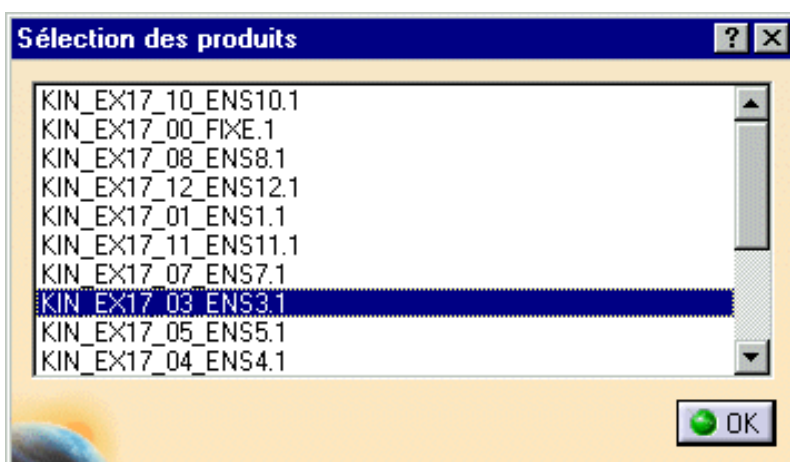 Sélection des produits
KIN_EX17_10_ENS10.1
KIN_EX17_00_FIXE.1
KIN_EX17_08_ENS8.1
KIN_EX17_12_ENS12.1
KIN_EX17_01_ENS1.1
KIN_EX17_11_ENS11.1
KIN_EX17_07_ENS7.1
KIN_EX17_03_ENS3.1
KIN_EX17_05_ENS5.1
KIN_EX17_04_ENS4.1
OK